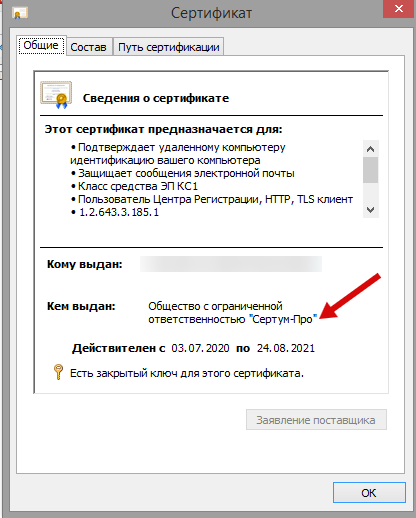 Сертификат
Общие
Состав
Путь сертификации
Сведения о сертификате
Этот сертификат предназначается для:
• Подтверждает удаленному компьютеру
идентификацию вашего компьютера
• Защищает сообщения электронной почты
• Класс средства ЭП КС1
• Пользователь Центра Регистрации, HTTP, TLS клиент
• 1.2.643.3.185.1
Кому выдан:
Кем выдан: Общество с ограниченной
ответственностью "Сертум-Про"
Действителен с 03.07.2020 по 24.08.2021
Есть закрытый ключ для этого сертификата.
Заявление поставщика
ОК